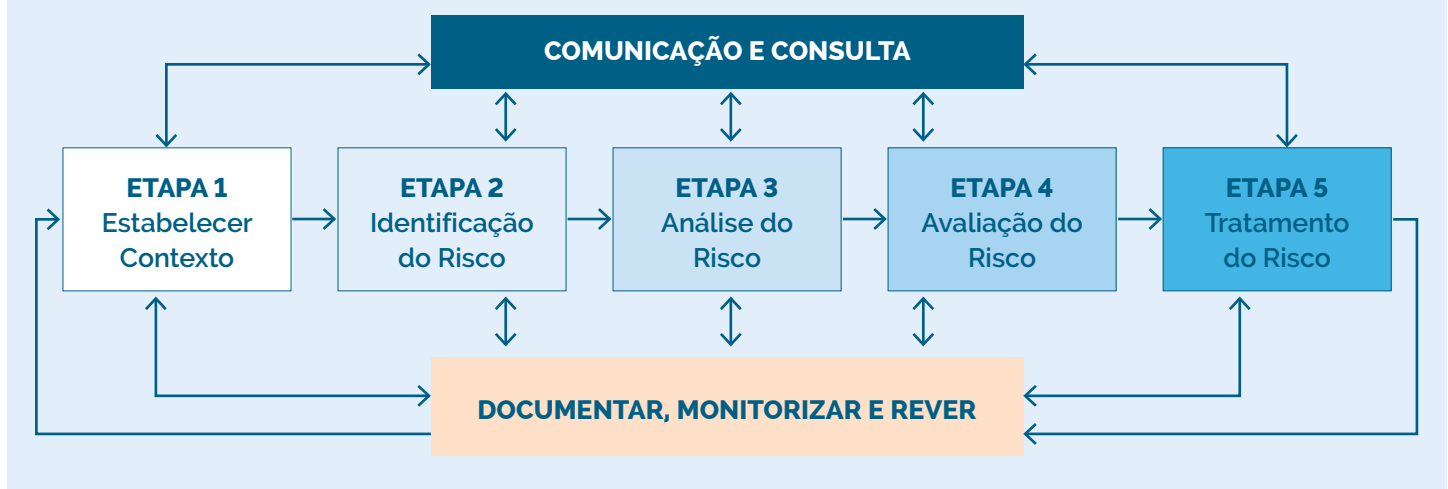 COMUNICAÇÃO E CONSULTA
ETAPA 1
Estabelecer
Contexto
ETAPA 2
Identificação
do Risco
ETAPA 3
Análise do
Risco
ETAPA 4
Avaliação do
Risco
ETAPA 5
Tratamento
do Risco
DOCUMENTAR, MONITORIZAR E REVER